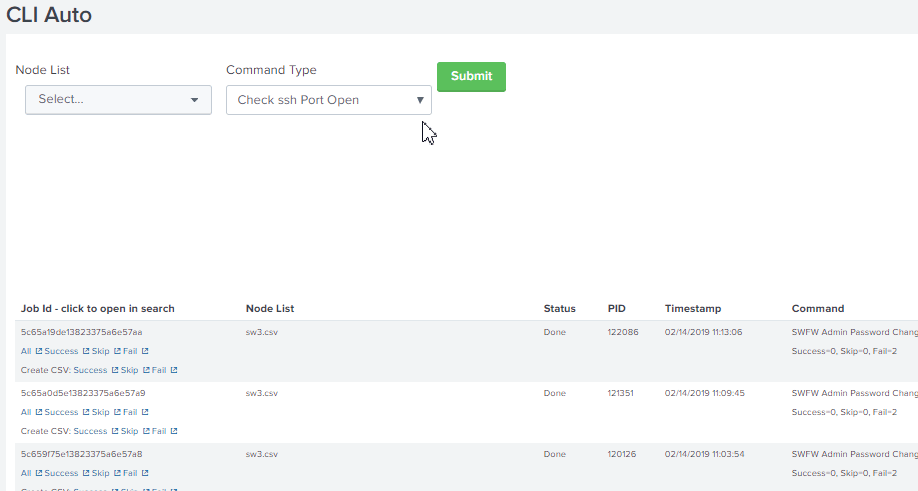 CLI Auto
Node List Command Type
Submit
Select... Check ssh Port Open
Job Id - click to open in search Node List Status PID Timestamp Command
5c65a19de13823375a6e57aa sw3.csv Done 122086 02/14/2019 11:13:06 SWFW Admin Password Chang
All Success Skip Fail Success=0, Skip=0, Fail=2
Create CSV: Success Skip Fail
5c65a0d5e13823375a6e57a9 sw3.csv Done 121351 02/14/2019 11:09:45 SWFW Admin Password Chang
All Success Skip Fail Success=0, Skip=0, Fail=2
Create CSV: Success Skip Fail
5c659f75e13823375a6e57a8 sw3.csv Done 120126 02/14/2019 11:03:54 SWFW Admin Password Chang
All Success Skip Fail Success=0, Skip=0, Fail=2
Create CSV: Success Skip Fail